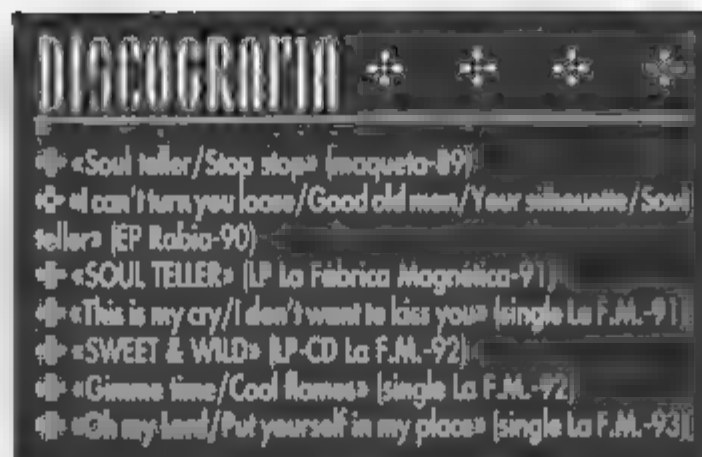 DISCOGRAFIA
«Soul teller/Stop stop» (maqueta-89)
«I can't turn you loose/Good old men/Your silhouette/Soul
teller» (EP Rabia-90)
«SOUL TELLER» (LP La Fábrica Magnética-91)
«This is my cry/I don't want to kiss you» (single La F.M.-91)
«SWEET & WILD» (LP-CD La F.M.-92)
«Gimme time/Cool flames» (single La F.M.-92)
«Oh my lord/Put yourself in my place» (single La F.M.-93)